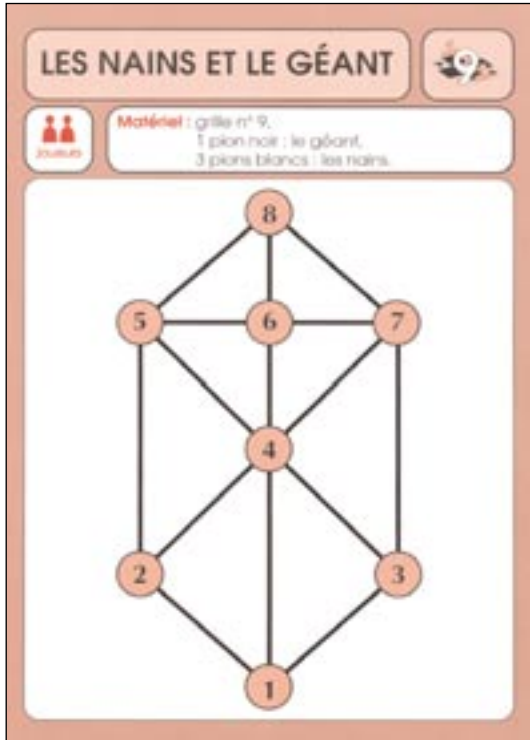 LES NAINS ET LE GÉANT
9
Joueurs
Matériel : grille n° 9,
1 pion noir : le géant,
3 pions blancs : les nains.
8
5 6 7
4
2 3
1